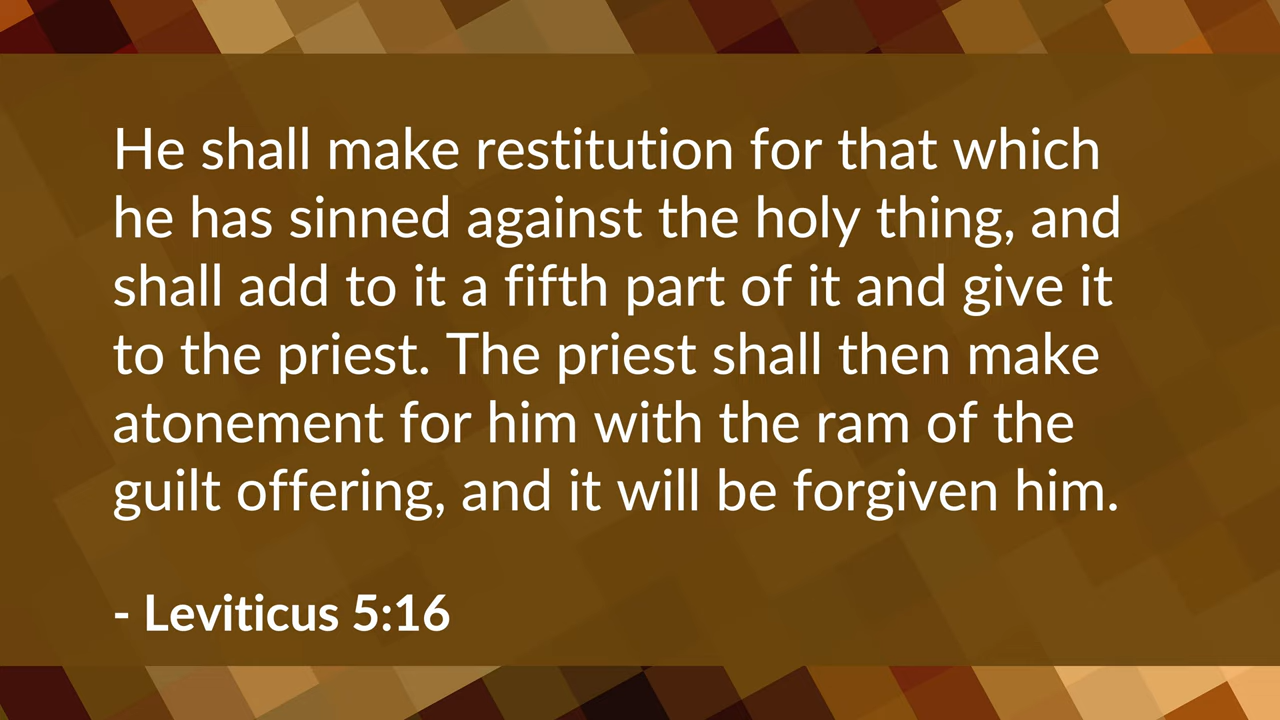 He shall make restitution for that which
he has sinned against the holy thing, and
shall add to it a fifth part of it and give it
to the priest. The priest shall then make
atonement for him with the ram of the
guilt offering, and it will be forgiven him.
- Leviticus 5:16